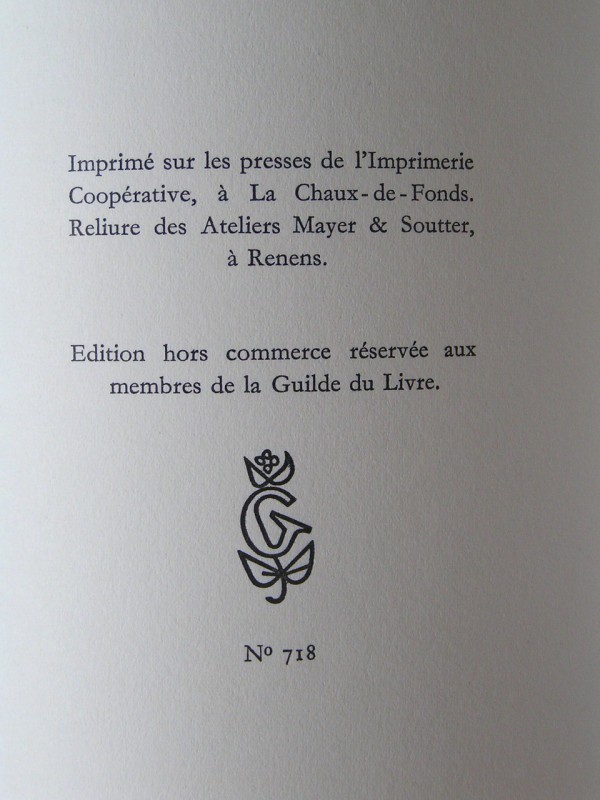 Imprimé sur les presses de l'Imprimerie
Coopérative, à La Chaux-de-Fonds.
Reliure des Ateliers Mayer & Soutter,
à Renens.
Edition hors commerce réservée aux
membres de la Guilde du Livre.
G
Nº 718